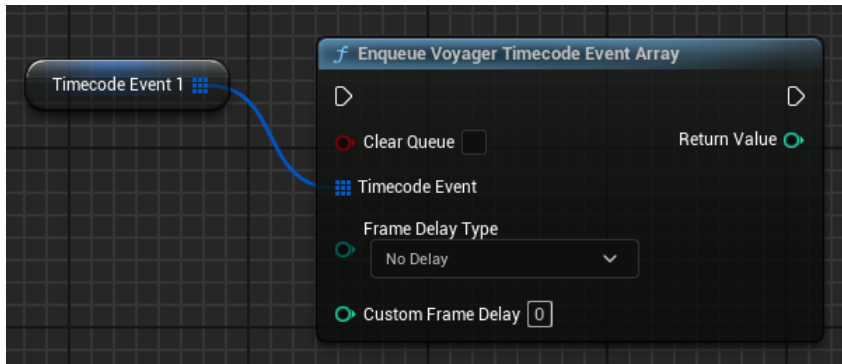 Timecode Event 1
Enqueue Voyager Timecode Event Array
Clear Queue
Return Value
Timecode Event
Frame Delay Type
No Delay
Custom Frame Delay 0